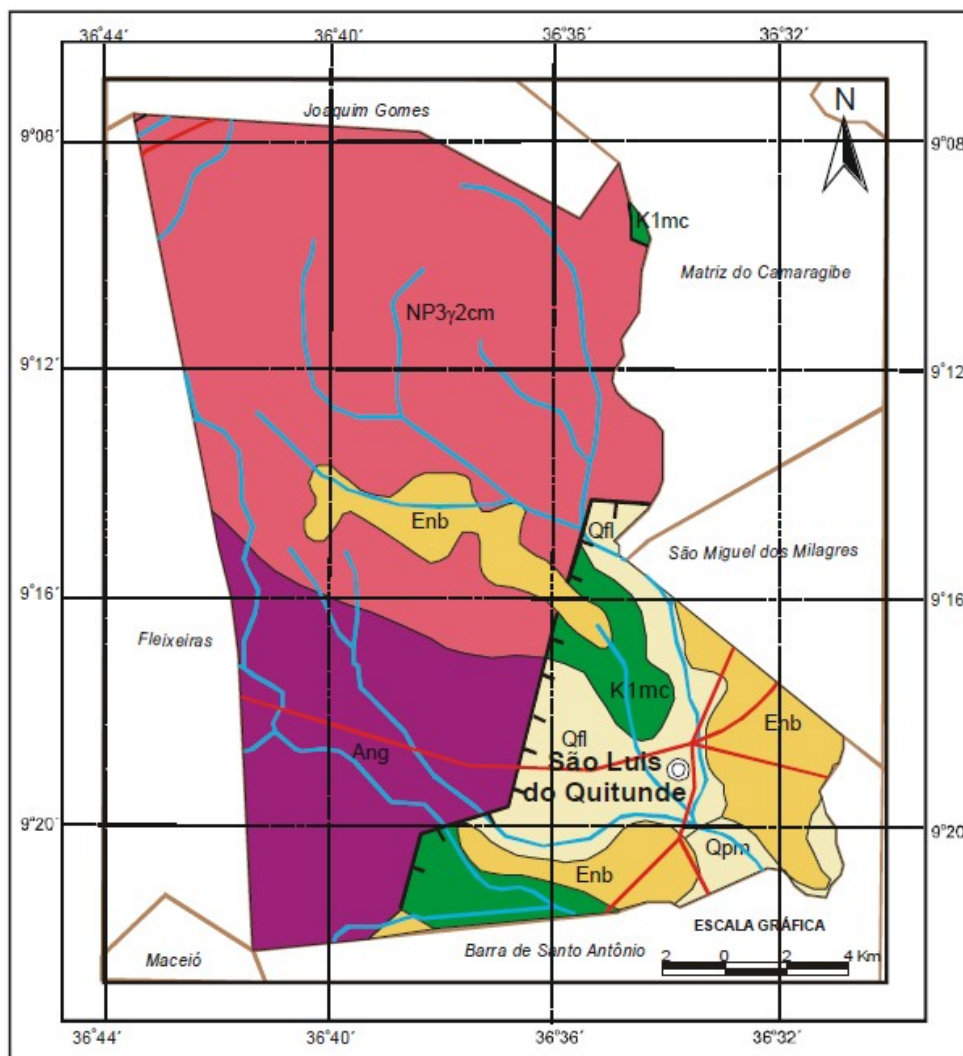 36°44´ 36°40´ 36°35´ 36°32´
Joaquim Gomes
N
9°08´ 9°08´
K1mc
Matriz do Camaragibe
NP3γ2cm
9°12´ 9°12´
Enb
Qfl
São Miguel dos Milagres
9°16´ 9°16´
Fleixeiras
K1mc
Enb
Qfl
Ang
São Luis
do Quitunde
9°20´ 9°20´
Qpm
Enb
ESCALA GRÁFICA
Barra de Santo Antônio
Maceió
2 0 2 4 Km
36°44´ 36°40´ 36°36´ 36°32´